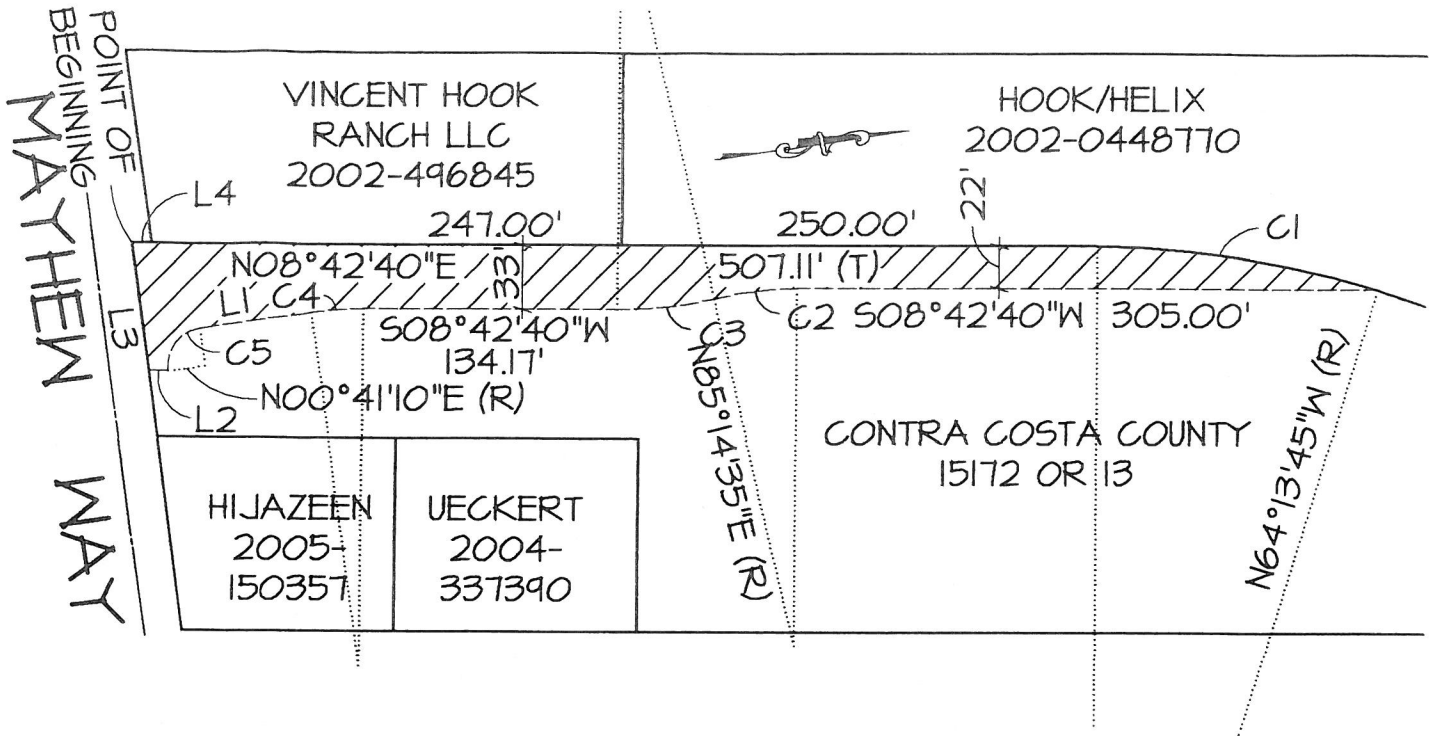 POINT OF
BEGINNING
MAYHEW WAY
L3
L4
VINCENT HOOK
RANCH LLC
2002-496845
HOOK/HELIX
2002-0448770
247.00'
250.00'
22'
C1
N08°42'40"E
33'
507.11' (T)
L1
C4
C5
S08°42'40"W
134.17'
C3
C2
S08°42'40"W 305.00'
N00°41'10"E (R)
L2
N85°14'35"E (R)
N64°13'45"W (R)
CONTRA COSTA COUNTY
15172 OR 13
HIJAZEEN
2005-
150357
UECKERT
2004-
337390